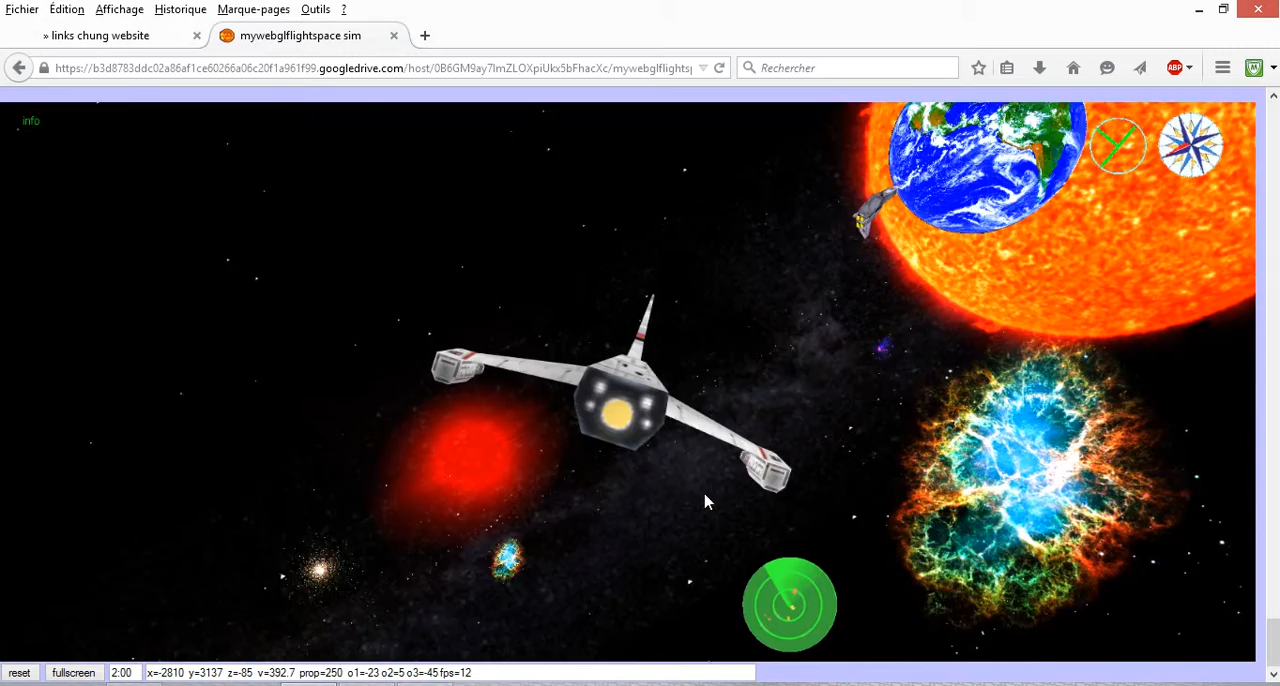 Fichier Édition Affichage Historique Marque-pages Outils ?
» links chung website
mywebglflightspace sim
https://b3d8783ddc02a86af1ce60266a06c20f1a961f99.googledrive.com/host/0B6GM9ay7ImZLOXpiUkx5bFhacXc/mywebglflights
Rechercher
ABP
info
reset fullscreen 2:00 x=-2810 y=3137 z=-85 v=392.7 prop=250 o1=-23 o2=5 o3=-45 fps=12